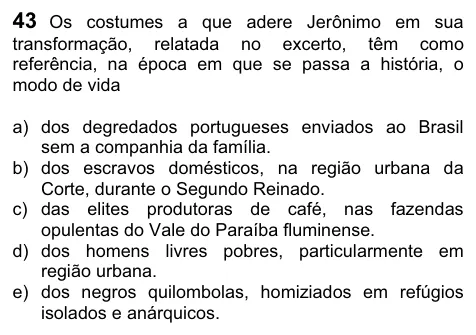 43 Os costumes a que adere Jerônimo em sua
transformação, relatada no excerto, têm como
referência, na época em que se passa a história, o
modo de vida
a) dos degredados portugueses enviados ao Brasil
sem a companhia da família.
b) dos escravos domésticos, na região urbana da
Corte, durante o Segundo Reinado.
c) das elites produtoras de café, nas fazendas
opulentas do Vale do Paraíba fluminense.
d) dos homens livres pobres, particularmente em
região urbana.
e) dos negros quilombolas, homiziados em refúgios
isolados e anárquicos.